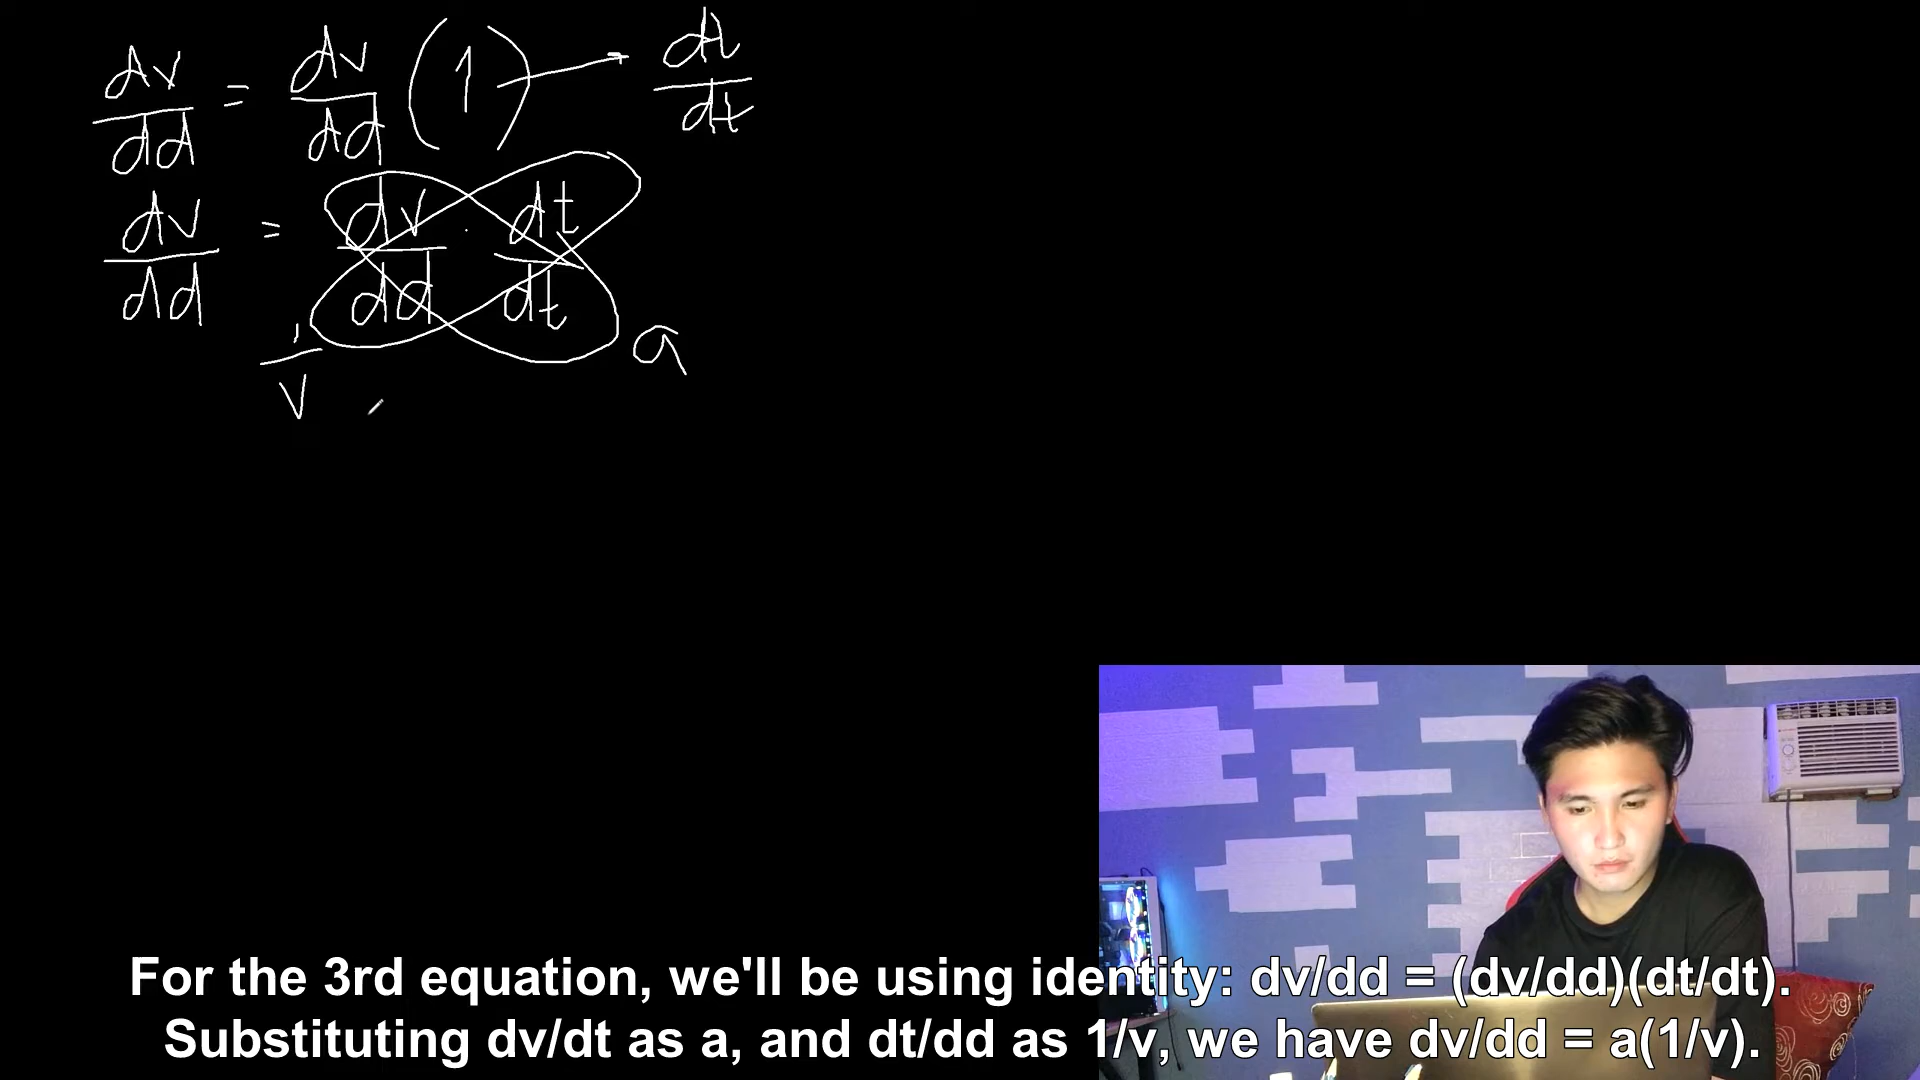 dv/dd = dv/dd (1) → dt/dt
dv/dd = dv/dd · dt/dt
1/v a
For the 3rd equation, we'll be using identity: dv/dd = (dv/dd)(dt/dt).
Substituting dv/dt as a, and dt/dd as 1/v, we have dv/dd = a(1/v).